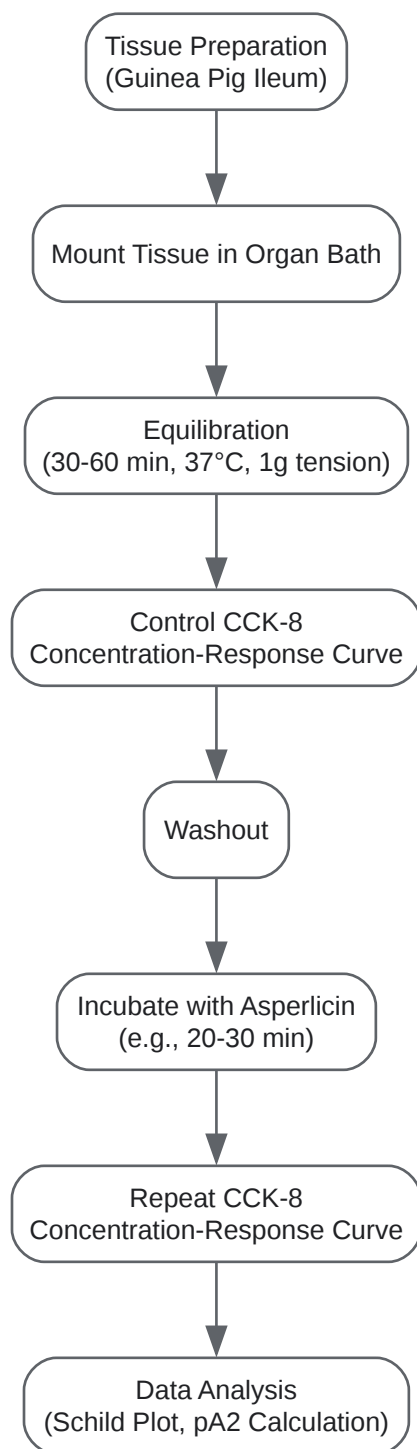 Tissue Preparation
(Guinea Pig Ileum)
Mount Tissue in Organ Bath
Equilibration
(30-60 min, 37°C, 1g tension)
Control CCK-8
Concentration-Response Curve
Washout
Incubate with Asperlicin
(e.g., 20-30 min)
Repeat CCK-8
Concentration-Response Curve
Data Analysis
(Schild Plot, pA2 Calculation)